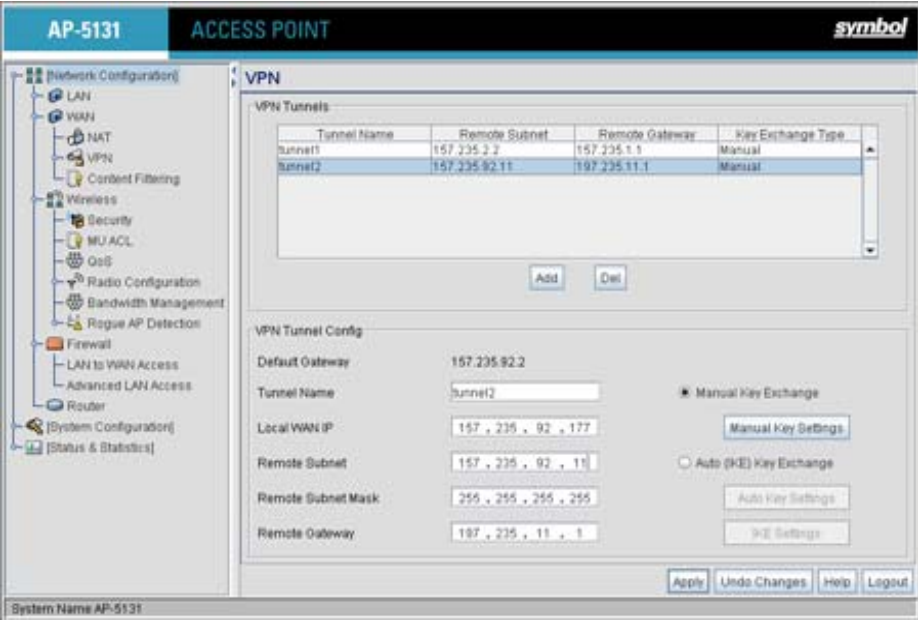 AP-5131 ACCESS POINT symbol
[Network Configuration]
LAN
WAN
NAT
VPN
Content Filtering
Wireless
Security
MU ACL
QoS
Radio Configuration
Bandwidth Management
Rogue AP Detection
Firewall
LAN to WAN Access
Advanced LAN Access
Router
[System Configuration]
[Status & Statistics]
VPN
VPN Tunnels
Tunnel Name Remote Subnet Remote Gateway Key Exchange Type
tunnel1 157.235.2.2 157.235.1.1 Manual
tunnel2 157.235.92.11 197.235.11.1 Manual
Add Del
VPN Tunnel Config
Default Gateway 157.235.92.2
Tunnel Name tunnel2 Manual Key Exchange
Local WAN IP 157 . 235 . 92 . 177 Manual Key Settings
Remote Subnet 157 . 235 . 92 . 11 Auto (IKE) Key Exchange
Remote Subnet Mask 255 . 255 . 255 . 255 Auto Key Settings
Remote Gateway 197 . 235 . 11 . 1 IKE Settings
Apply Undo Changes Help Logout
System Name AP-5131